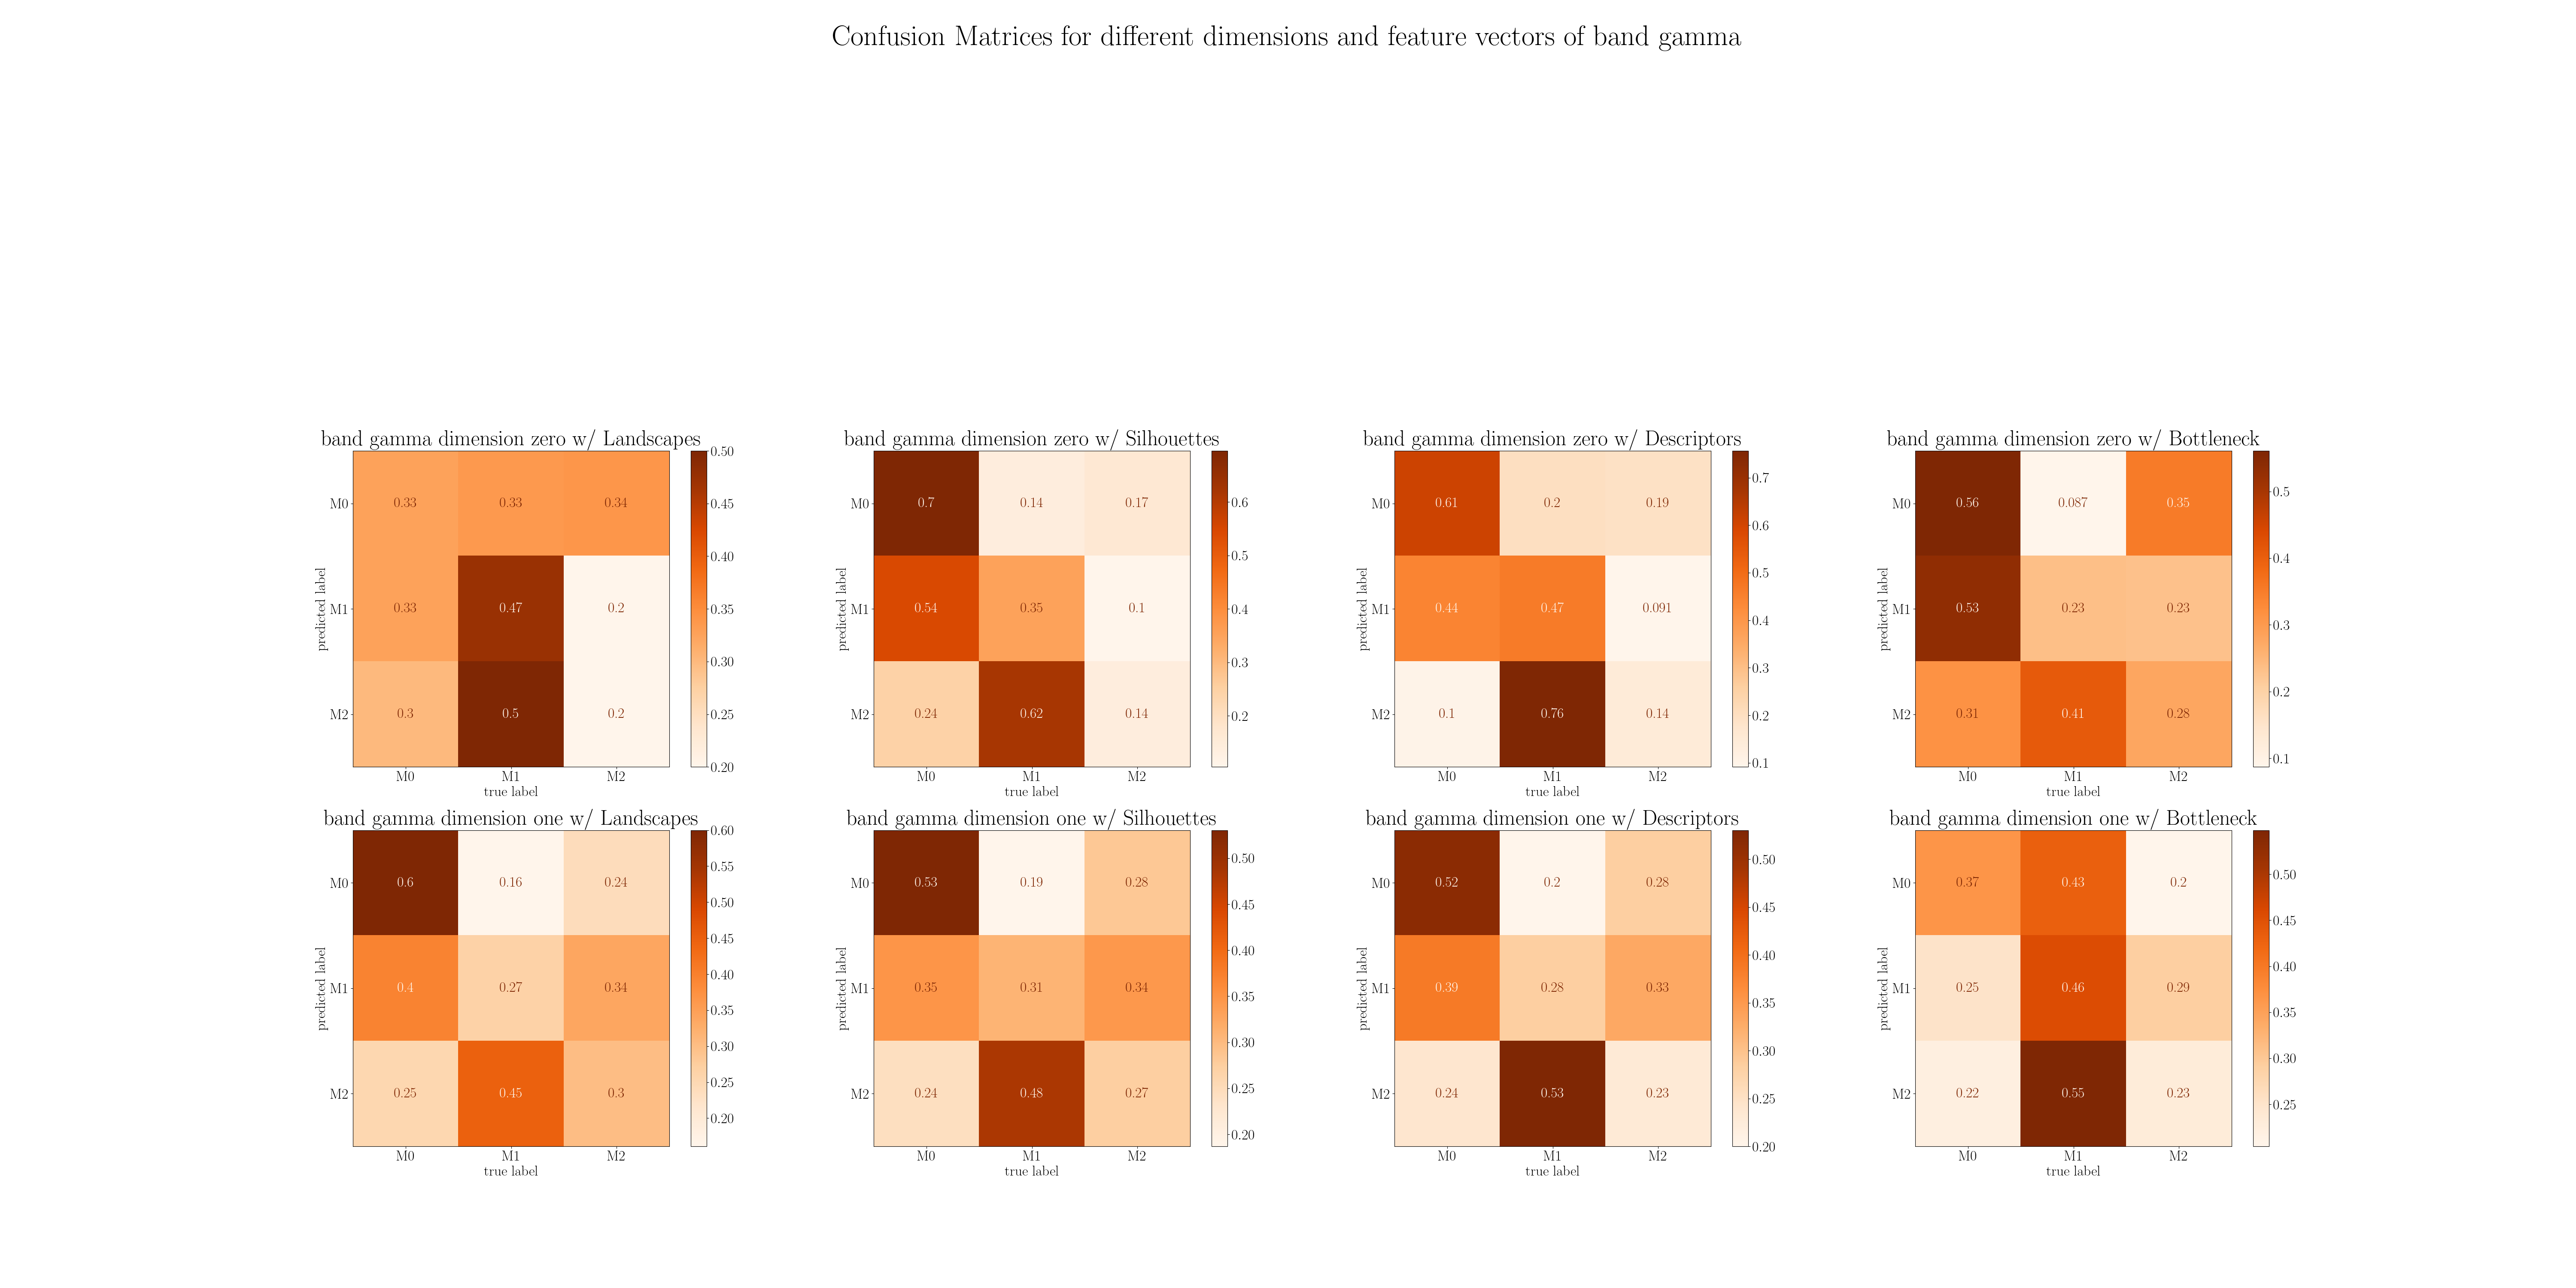 Confusion Matrices for different dimensions and feature vectors of band gamma
band gamma dimension zero w/ Landscapes
predicted label
M0 0.33 0.33 0.34
M1 0.33 0.47 0.2
M2 0.3 0.5 0.2
M0 M1 M2
true label
0.50
0.45
0.40
0.35
0.30
0.25
0.20
band gamma dimension zero w/ Silhouettes
predicted label
M0 0.7 0.14 0.17
M1 0.54 0.35 0.1
M2 0.24 0.62 0.14
M0 M1 M2
true label
0.6
0.5
0.4
0.3
0.2
band gamma dimension zero w/ Descriptors
predicted label
M0 0.61 0.2 0.19
M1 0.44 0.47 0.091
M2 0.1 0.76 0.14
M0 M1 M2
true label
0.7
0.6
0.5
0.4
0.3
0.2
0.1
band gamma dimension zero w/ Bottleneck
predicted label
M0 0.56 0.087 0.35
M1 0.53 0.23 0.23
M2 0.31 0.41 0.28
M0 M1 M2
true label
0.5
0.4
0.3
0.2
0.1
band gamma dimension one w/ Landscapes
predicted label
M0 0.6 0.16 0.24
M1 0.4 0.27 0.34
M2 0.25 0.45 0.3
M0 M1 M2
true label
0.60
0.55
0.50
0.45
0.40
0.35
0.30
0.25
0.20
band gamma dimension one w/ Silhouettes
predicted label
M0 0.53 0.19 0.28
M1 0.35 0.31 0.34
M2 0.24 0.48 0.27
M0 M1 M2
true label
0.50
0.45
0.40
0.35
0.30
0.25
0.20
band gamma dimension one w/ Descriptors
predicted label
M0 0.52 0.2 0.28
M1 0.39 0.28 0.33
M2 0.24 0.53 0.23
M0 M1 M2
true label
0.50
0.45
0.40
0.35
0.30
0.25
0.20
band gamma dimension one w/ Bottleneck
predicted label
M0 0.37 0.43 0.2
M1 0.25 0.46 0.29
M2 0.22 0.55 0.23
M0 M1 M2
true label
0.50
0.45
0.40
0.35
0.30
0.25